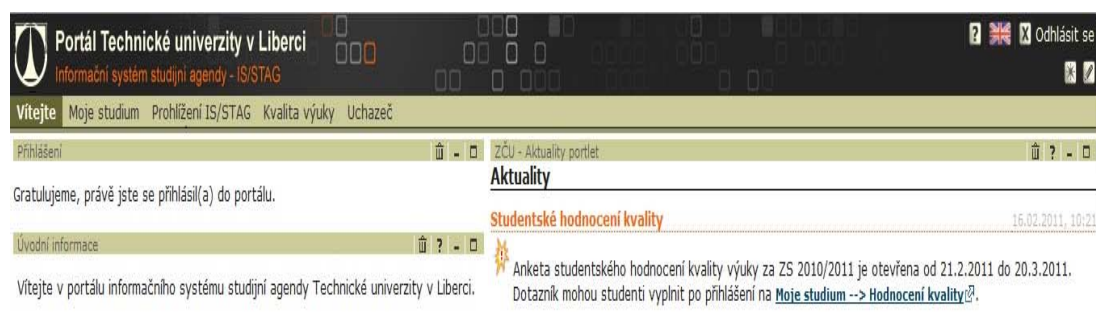 Portál Technické univerzity v Liberci
Informační systém studijní agendy - IS/STAG
? X Odhlásit se
Vítejte Moje studium Prohlížení IS/STAG Kvalita výuky Uchazeč
Přihlášení
Gratulujeme, právě jste se přihlásil(a) do portálu.
Úvodní informace ?
Vítejte v portálu informačního systému studijní agendy Technické univerzity v Liberci.
ZČU - Aktuality portlet ?
Aktuality
Studentské hodnocení kvality 16.02.2011, 10:21
Anketa studentského hodnocení kvality výuky za ZS 2010/2011 je otevřena od 21.2.2011 do 20.3.2011.
Dotazník mohou studenti vyplnit po přihlášení na Moje studium --> Hodnocení kvality.